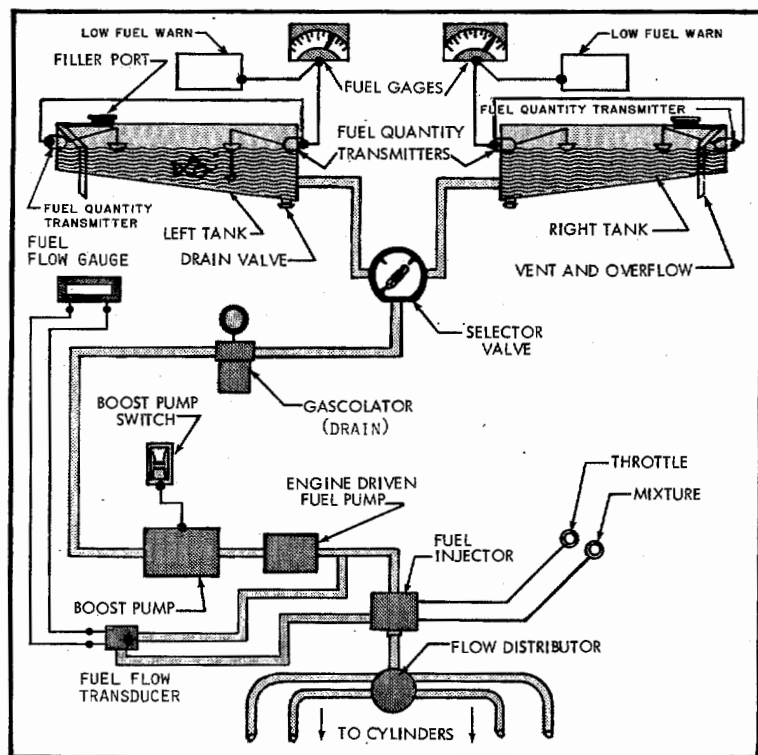 LOW FUEL WARN
LOW FUEL WARN
FILLER PORT
FUEL GAGES
FUEL QUANTITY TRANSMITTER
FUEL QUANTITY
TRANSMITTERS
FUEL QUANTITY
TRANSMITTER
LEFT TANK
RIGHT TANK
FUEL
FLOW GAUGE
DRAIN VALVE
VENT AND OVERFLOW
SELECTOR
VALVE
BOOST PUMP
SWITCH
GASCOLATOR
(DRAIN)
THROTTLE
ENGINE DRIVEN
FUEL PUMP
MIXTURE
FUEL
INJECTOR
BOOST PUMP
FLOW DISTRIBUTOR
FUEL FLOW
TRANSDUCER
TO CYLINDERS